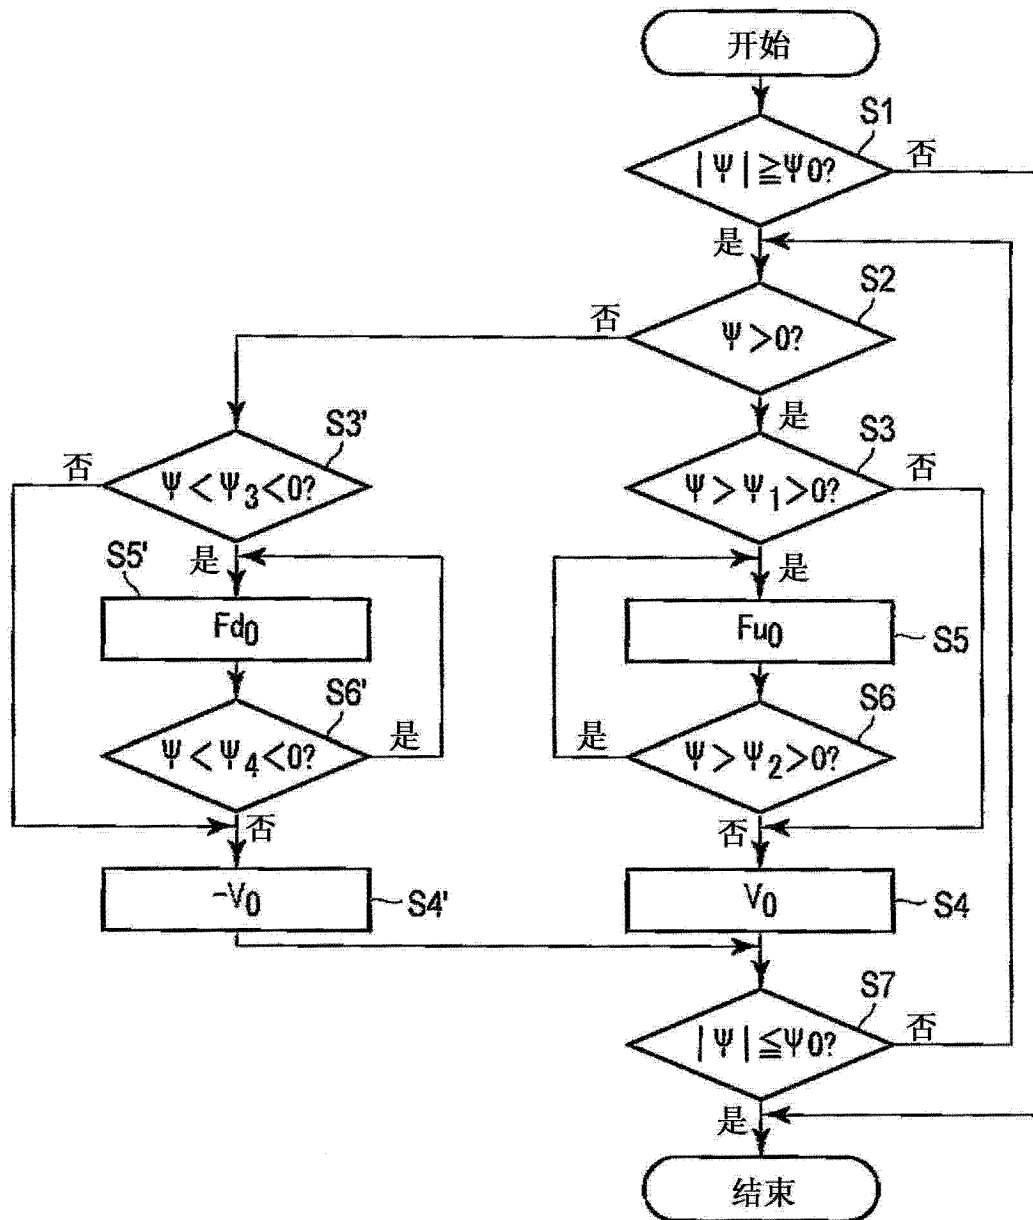 开始
S1
|Ψ|≧Ψ0?
否
是
S2
Ψ>0?
否
是
S3'
Ψ<Ψ3<0?
否
是
S3
Ψ>Ψ1>0?
否
是
S5'
Fd0
Fu0
S5
S6'
Ψ<Ψ4<0?
是
否
S6
Ψ>Ψ2>0?
是
否
-V0
S4'
V0
S4
S7
|Ψ|≦Ψ0?
否
是
结束